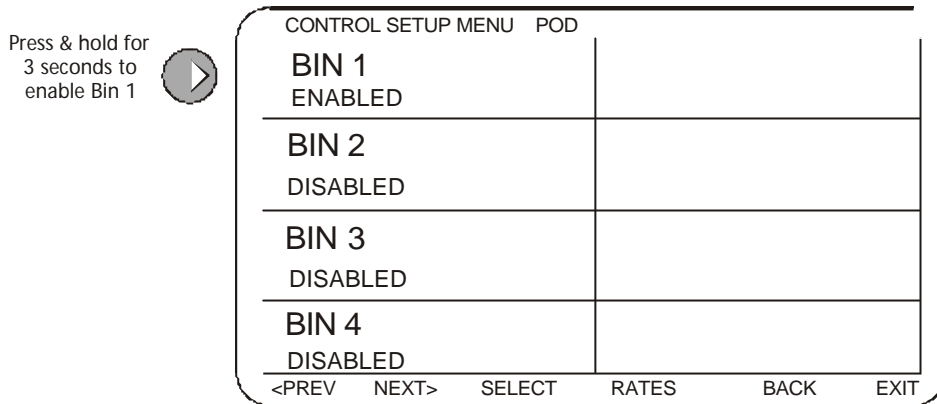 Press & hold for
3 seconds to
enable Bin 1
CONTROL SETUP MENU POD
BIN 1
ENABLED
BIN 2
DISABLED
BIN 3
DISABLED
BIN 4
DISABLED
<PREV NEXT> SELECT RATES BACK EXIT